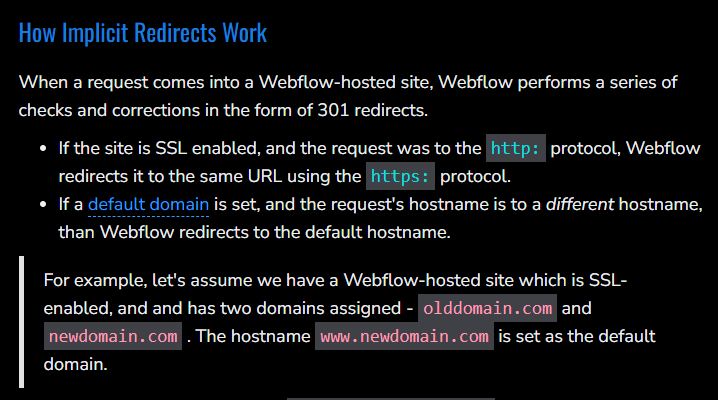 How Implicit Redirects Work
When a request comes into a Webflow-hosted site, Webflow performs a series of
checks and corrections in the form of 301 redirects.
• If the site is SSL enabled, and the request was to the http: protocol, Webflow
redirects it to the same URL using the https: protocol.
• If a default domain is set, and the request's hostname is to a different hostname,
than Webflow redirects to the default hostname.
For example, let's assume we have a Webflow-hosted site which is SSL-
enabled, and and has two domains assigned - olddomain.com and
newdomain.com . The hostname www.newdomain.com is set as the default
domain.